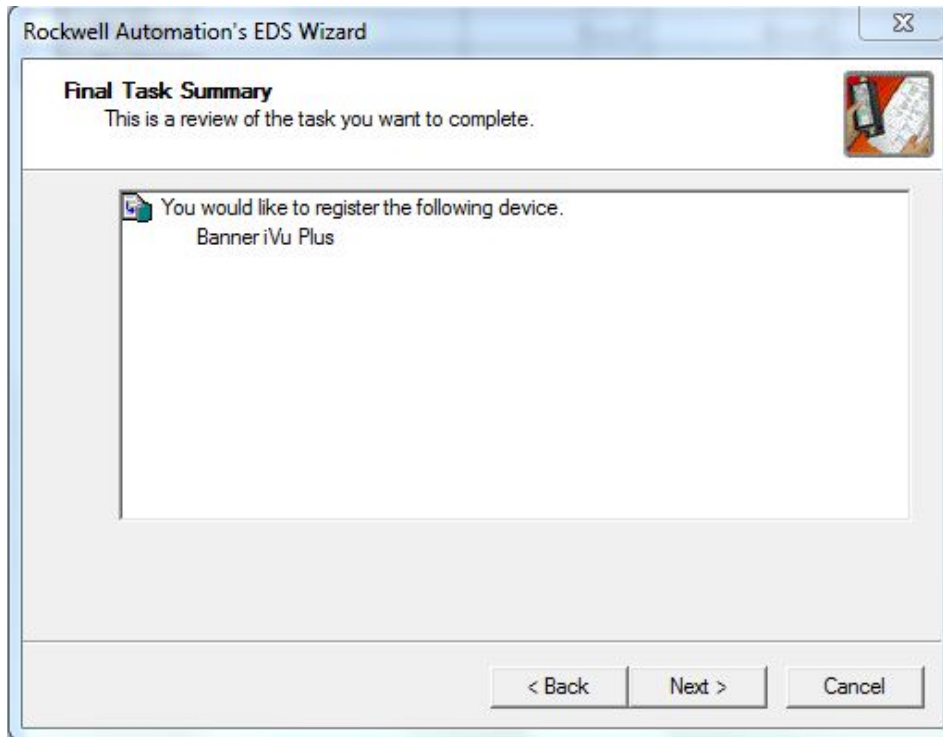 Rockwell Automation's EDS Wizard
Final Task Summary
This is a review of the task you want to complete.
You would like to register the following device.
Banner iVu Plus
< Back Next > Cancel